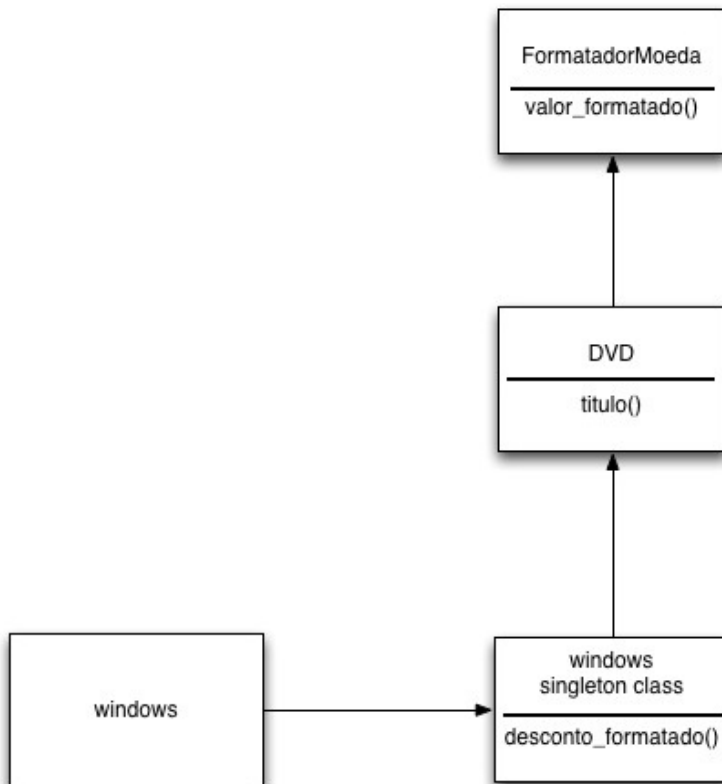 FormatadorMoeda
valor_formatado()
DVD
titulo()
windows
windows
singleton class
desconto_formatado()